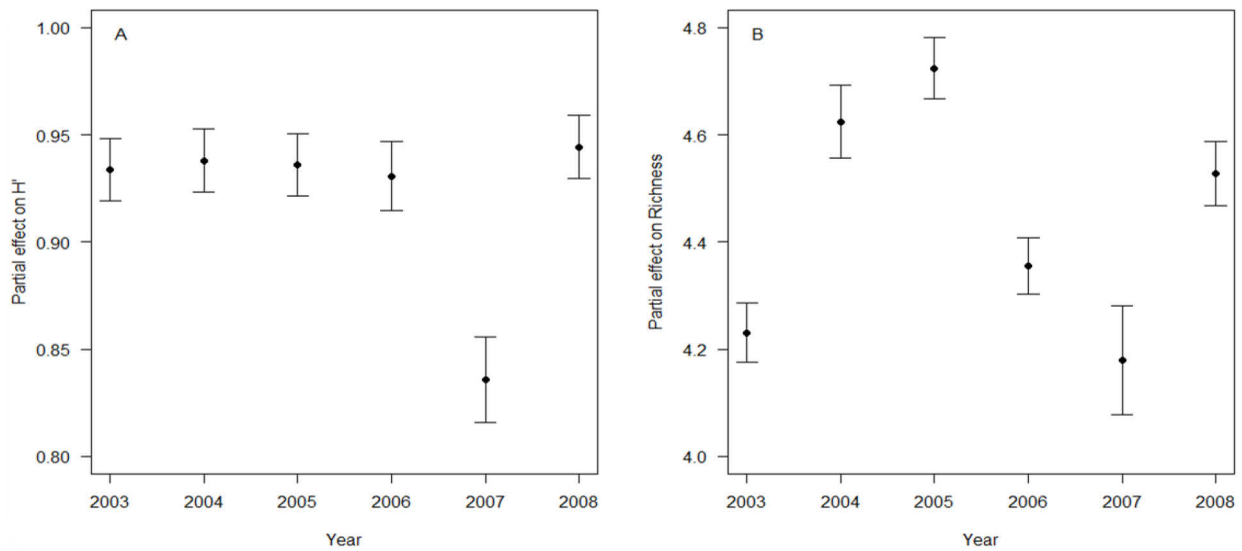 A
Partial effect on H'
1.00
0.95
0.90
0.85
0.80
2003 2004 2005 2006 2007 2008
Year
B
Partial effect on Richness
4.8
4.6
4.4
4.2
4.0
2003 2004 2005 2006 2007 2008
Year